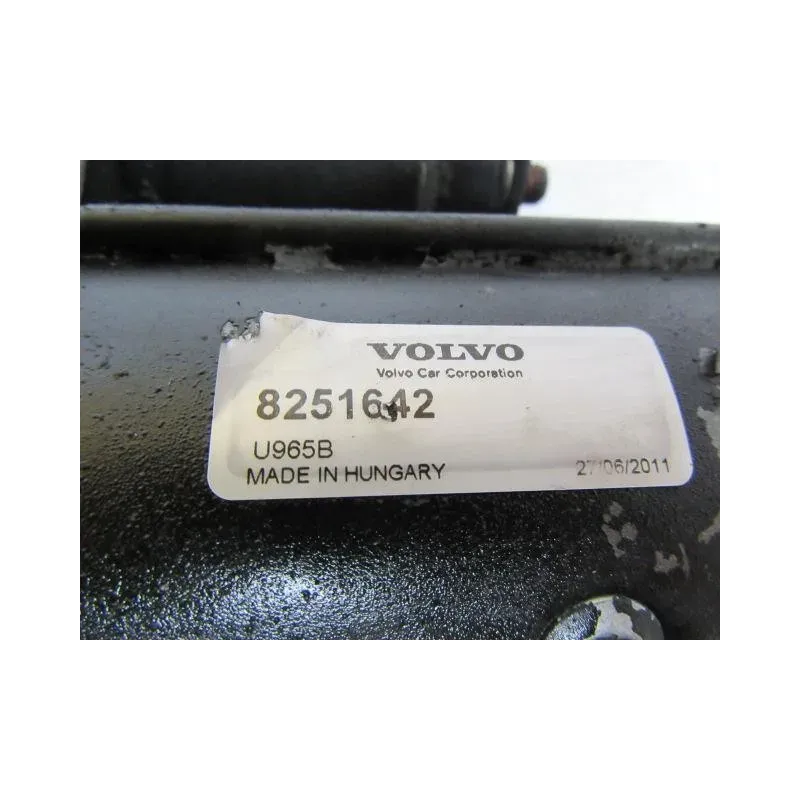 VOLVO
Volvo Car Corporation
8251642
U965B
MADE IN HUNGARY
27/06/2011